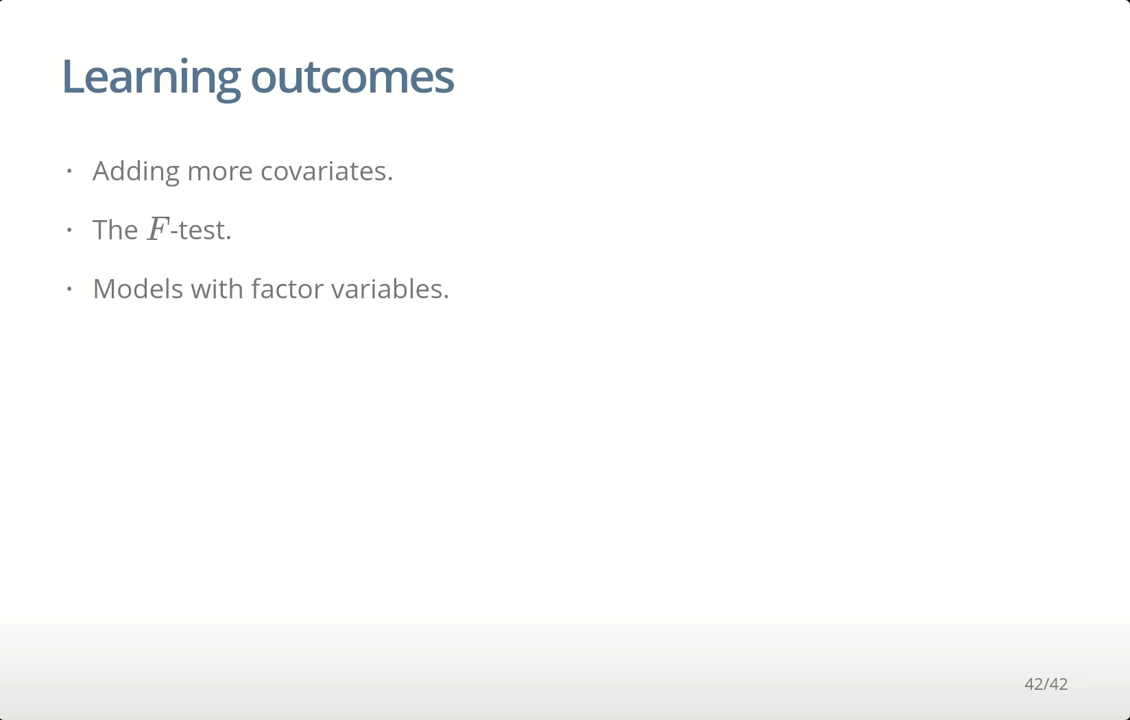 Learning outcomes
· Adding more covariates.
· The F-test.
· Models with factor variables.
42/42